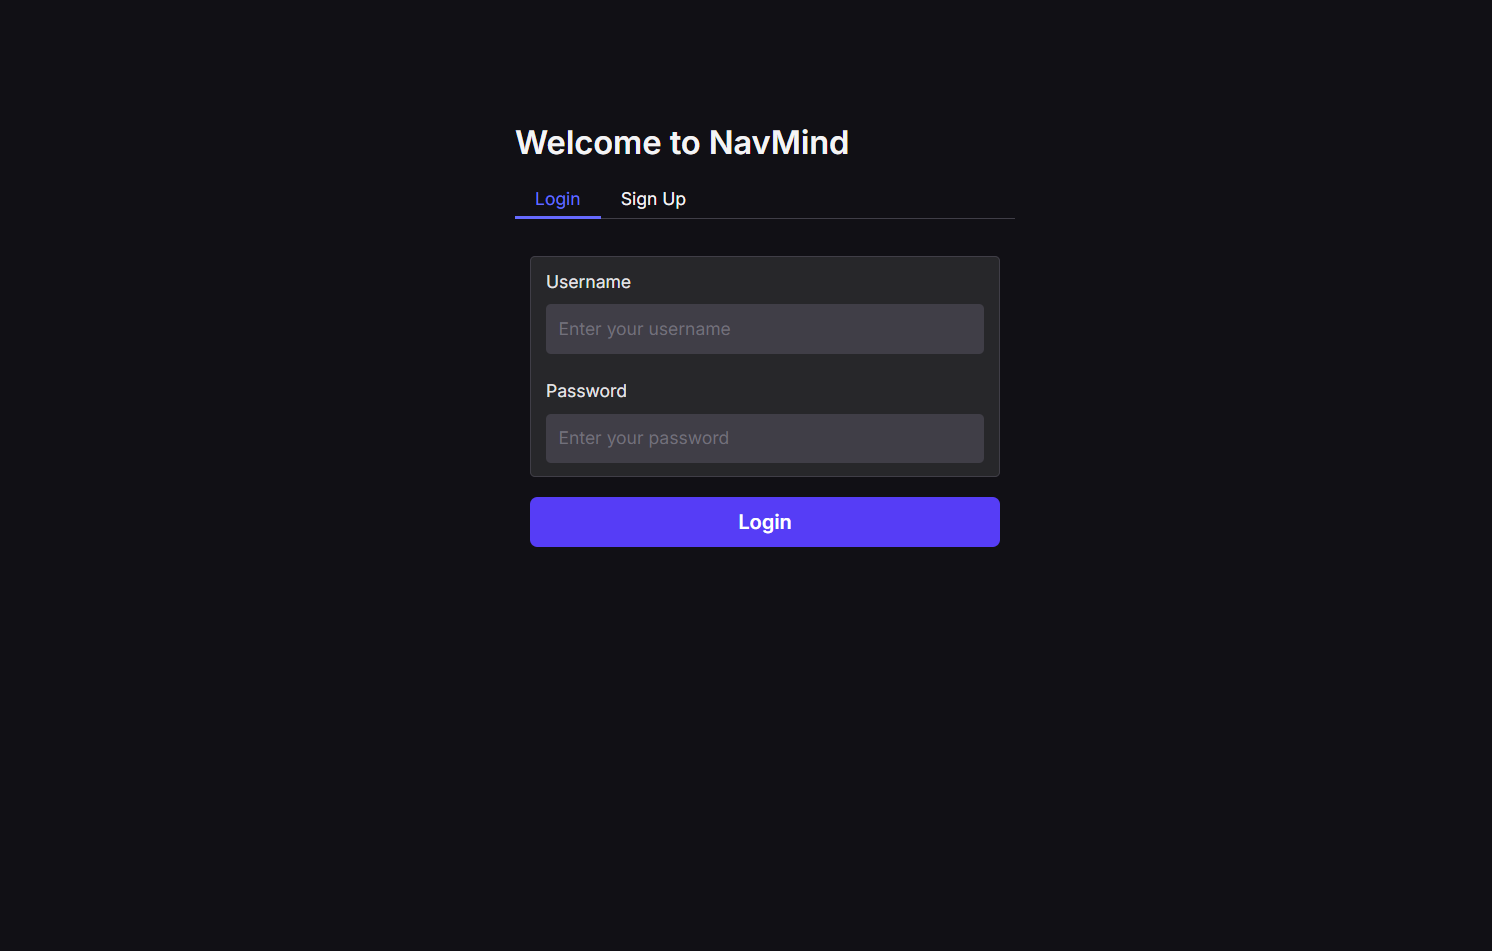 Welcome to NavMind
Login
Sign Up
Username
Enter your username
Password
Enter your password
Login